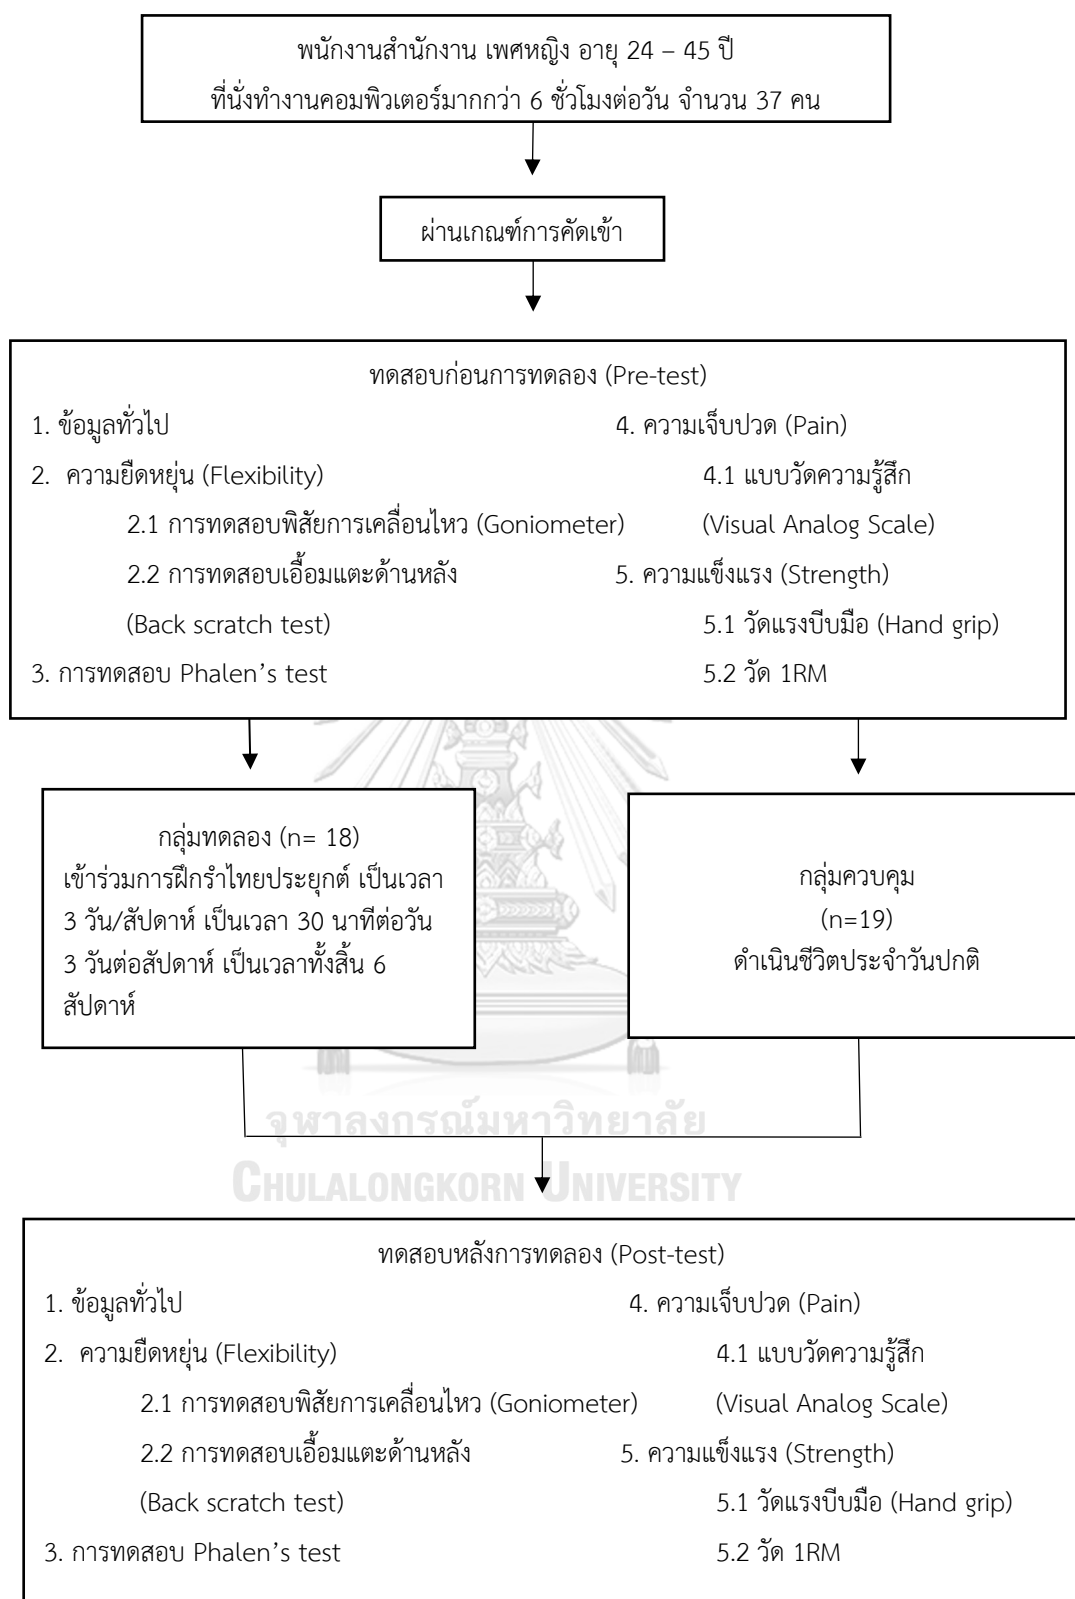 พนักงานสำนักงาน เพศหญิง อายุ 24 – 45 ปี
ที่นั่งทำงานคอมพิวเตอร์มากกว่า 6 ชั่วโมงต่อวัน จำนวน 37 คน
ผ่านเกณฑ์การคัดเข้า
ทดสอบก่อนการทดลอง (Pre-test)
1. ข้อมูลทั่วไป
2. ความยืดหยุ่น (Flexibility)
2.1 การทดสอบพิสัยการเคลื่อนไหว (Goniometer)
2.2 การทดสอบเอื้อมแตะด้านหลัง
(Back scratch test)
3. การทดสอบ Phalen’s test
4. ความเจ็บปวด (Pain)
4.1 แบบวัดความรู้สึก
(Visual Analog Scale)
5. ความแข็งแรง (Strength)
5.1 วัดแรงบีบมือ (Hand grip)
5.2 วัด 1RM
กลุ่มทดลอง (n= 18)
เข้าร่วมการฝึกรำไทยประยุกต์ เป็นเวลา
3 วัน/สัปดาห์ เป็นเวลา 30 นาทีต่อวัน
3 วันต่อสัปดาห์ เป็นเวลาทั้งสิ้น 6
สัปดาห์
กลุ่มควบคุม
(n=19)
ดำเนินชีวิตประจำวันปกติ
จุฬาลงกรณ์มหาวิทยาลัย
CHULALONGKORN UNIVERSITY
ทดสอบหลังการทดลอง (Post-test)
1. ข้อมูลทั่วไป
2. ความยืดหยุ่น (Flexibility)
2.1 การทดสอบพิสัยการเคลื่อนไหว (Goniometer)
2.2 การทดสอบเอื้อมแตะด้านหลัง
(Back scratch test)
3. การทดสอบ Phalen’s test
4. ความเจ็บปวด (Pain)
4.1 แบบวัดความรู้สึก
(Visual Analog Scale)
5. ความแข็งแรง (Strength)
5.1 วัดแรงบีบมือ (Hand grip)
5.2 วัด 1RM